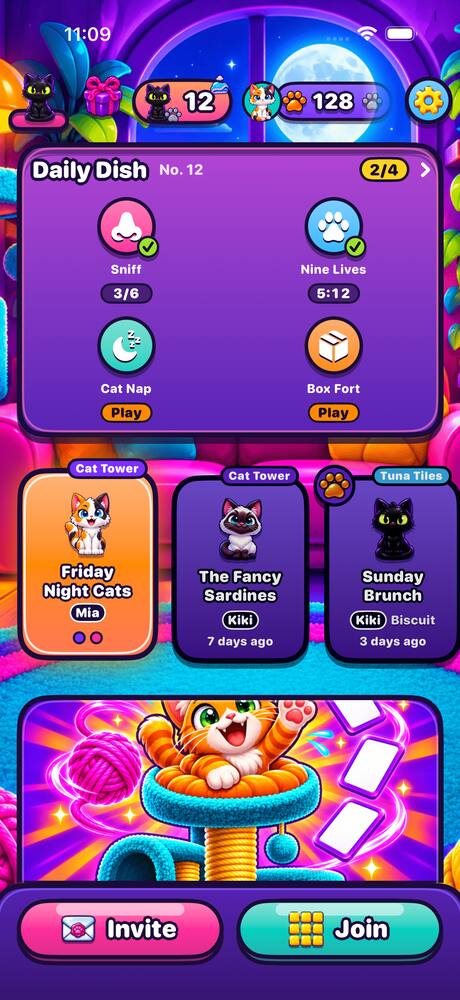 11:09
12
128
Daily Dish No. 12 2/4
Sniff
3/6
Nine Lives
5:12
Cat Nap
Play
Box Fort
Play
Cat Tower
Friday
Night Cats
Mia
Cat Tower
The Fancy
Sardines
Kiki
7 days ago
Tuna Tiles
Sunday
Brunch
Kiki Biscuit
3 days ago
Invite
Join